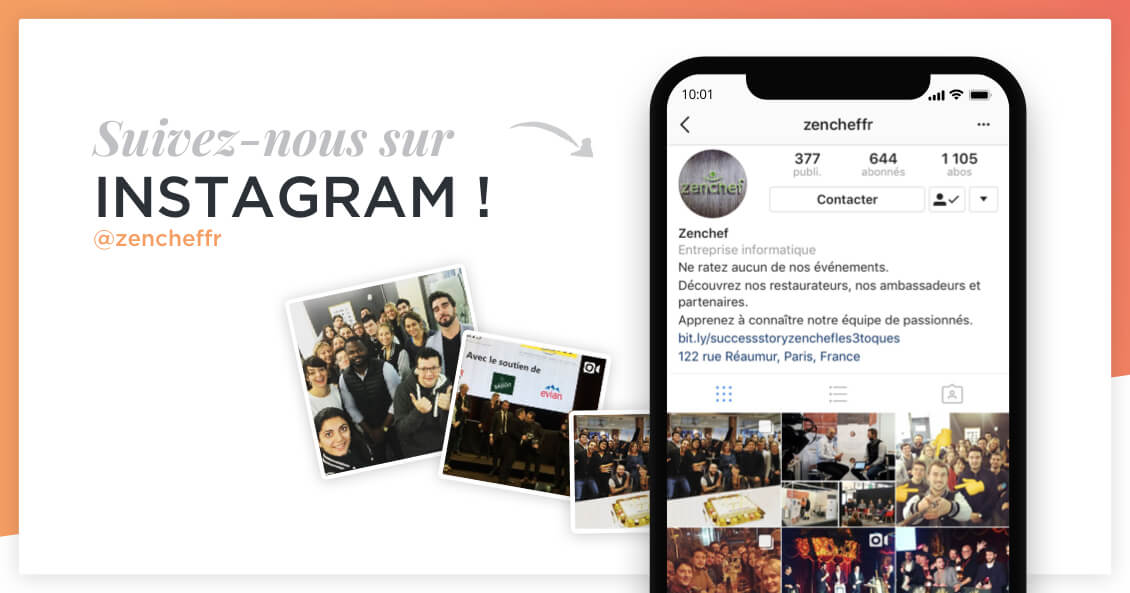 Suivez-nous sur
INSTAGRAM !
@zencheffr
Avec le soutien de
evian
10:01
zencheffr
377
publi.
644
abonnés
1 105
abos
Contacter
zenchef
Zenchef
Entreprise informatique
Ne ratez aucun de nos événements.
Découvrez nos restaurateurs, nos ambassadeurs et
partenaires.
Apprenez à connaître notre équipe de passionnés.
bit.ly/successstoryzenchefles3toques
122 rue Réaumur, Paris, France